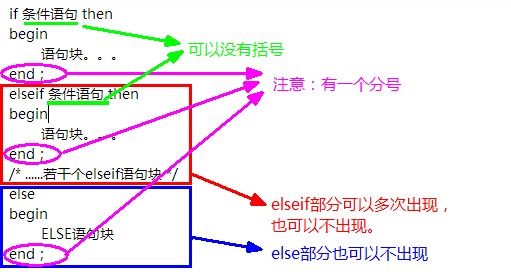 if 条件语句 then
begin
语句块。。。
end ;
elseif 条件语句 then
begin
语句块。。。
end ;
/* ......若干个elseif语句块 */
else
begin
ELSE语句块
end ;
可以没有括号
注意：有一个分号
elseif部分可以多次出现，
也可以不出现。
else部分也可以不出现